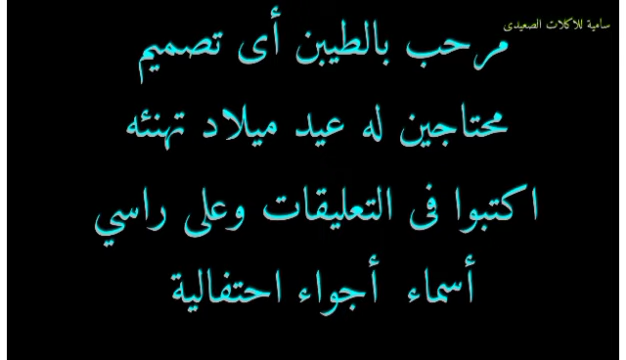 سامية للاكلات الصعيدى
مرحب بالطيبن أى تصميم
محتاجين له عيد ميلاد تهنئه
اكتبوا فى التعليقات وعلى راسي
أسماء أجواء احتفالية